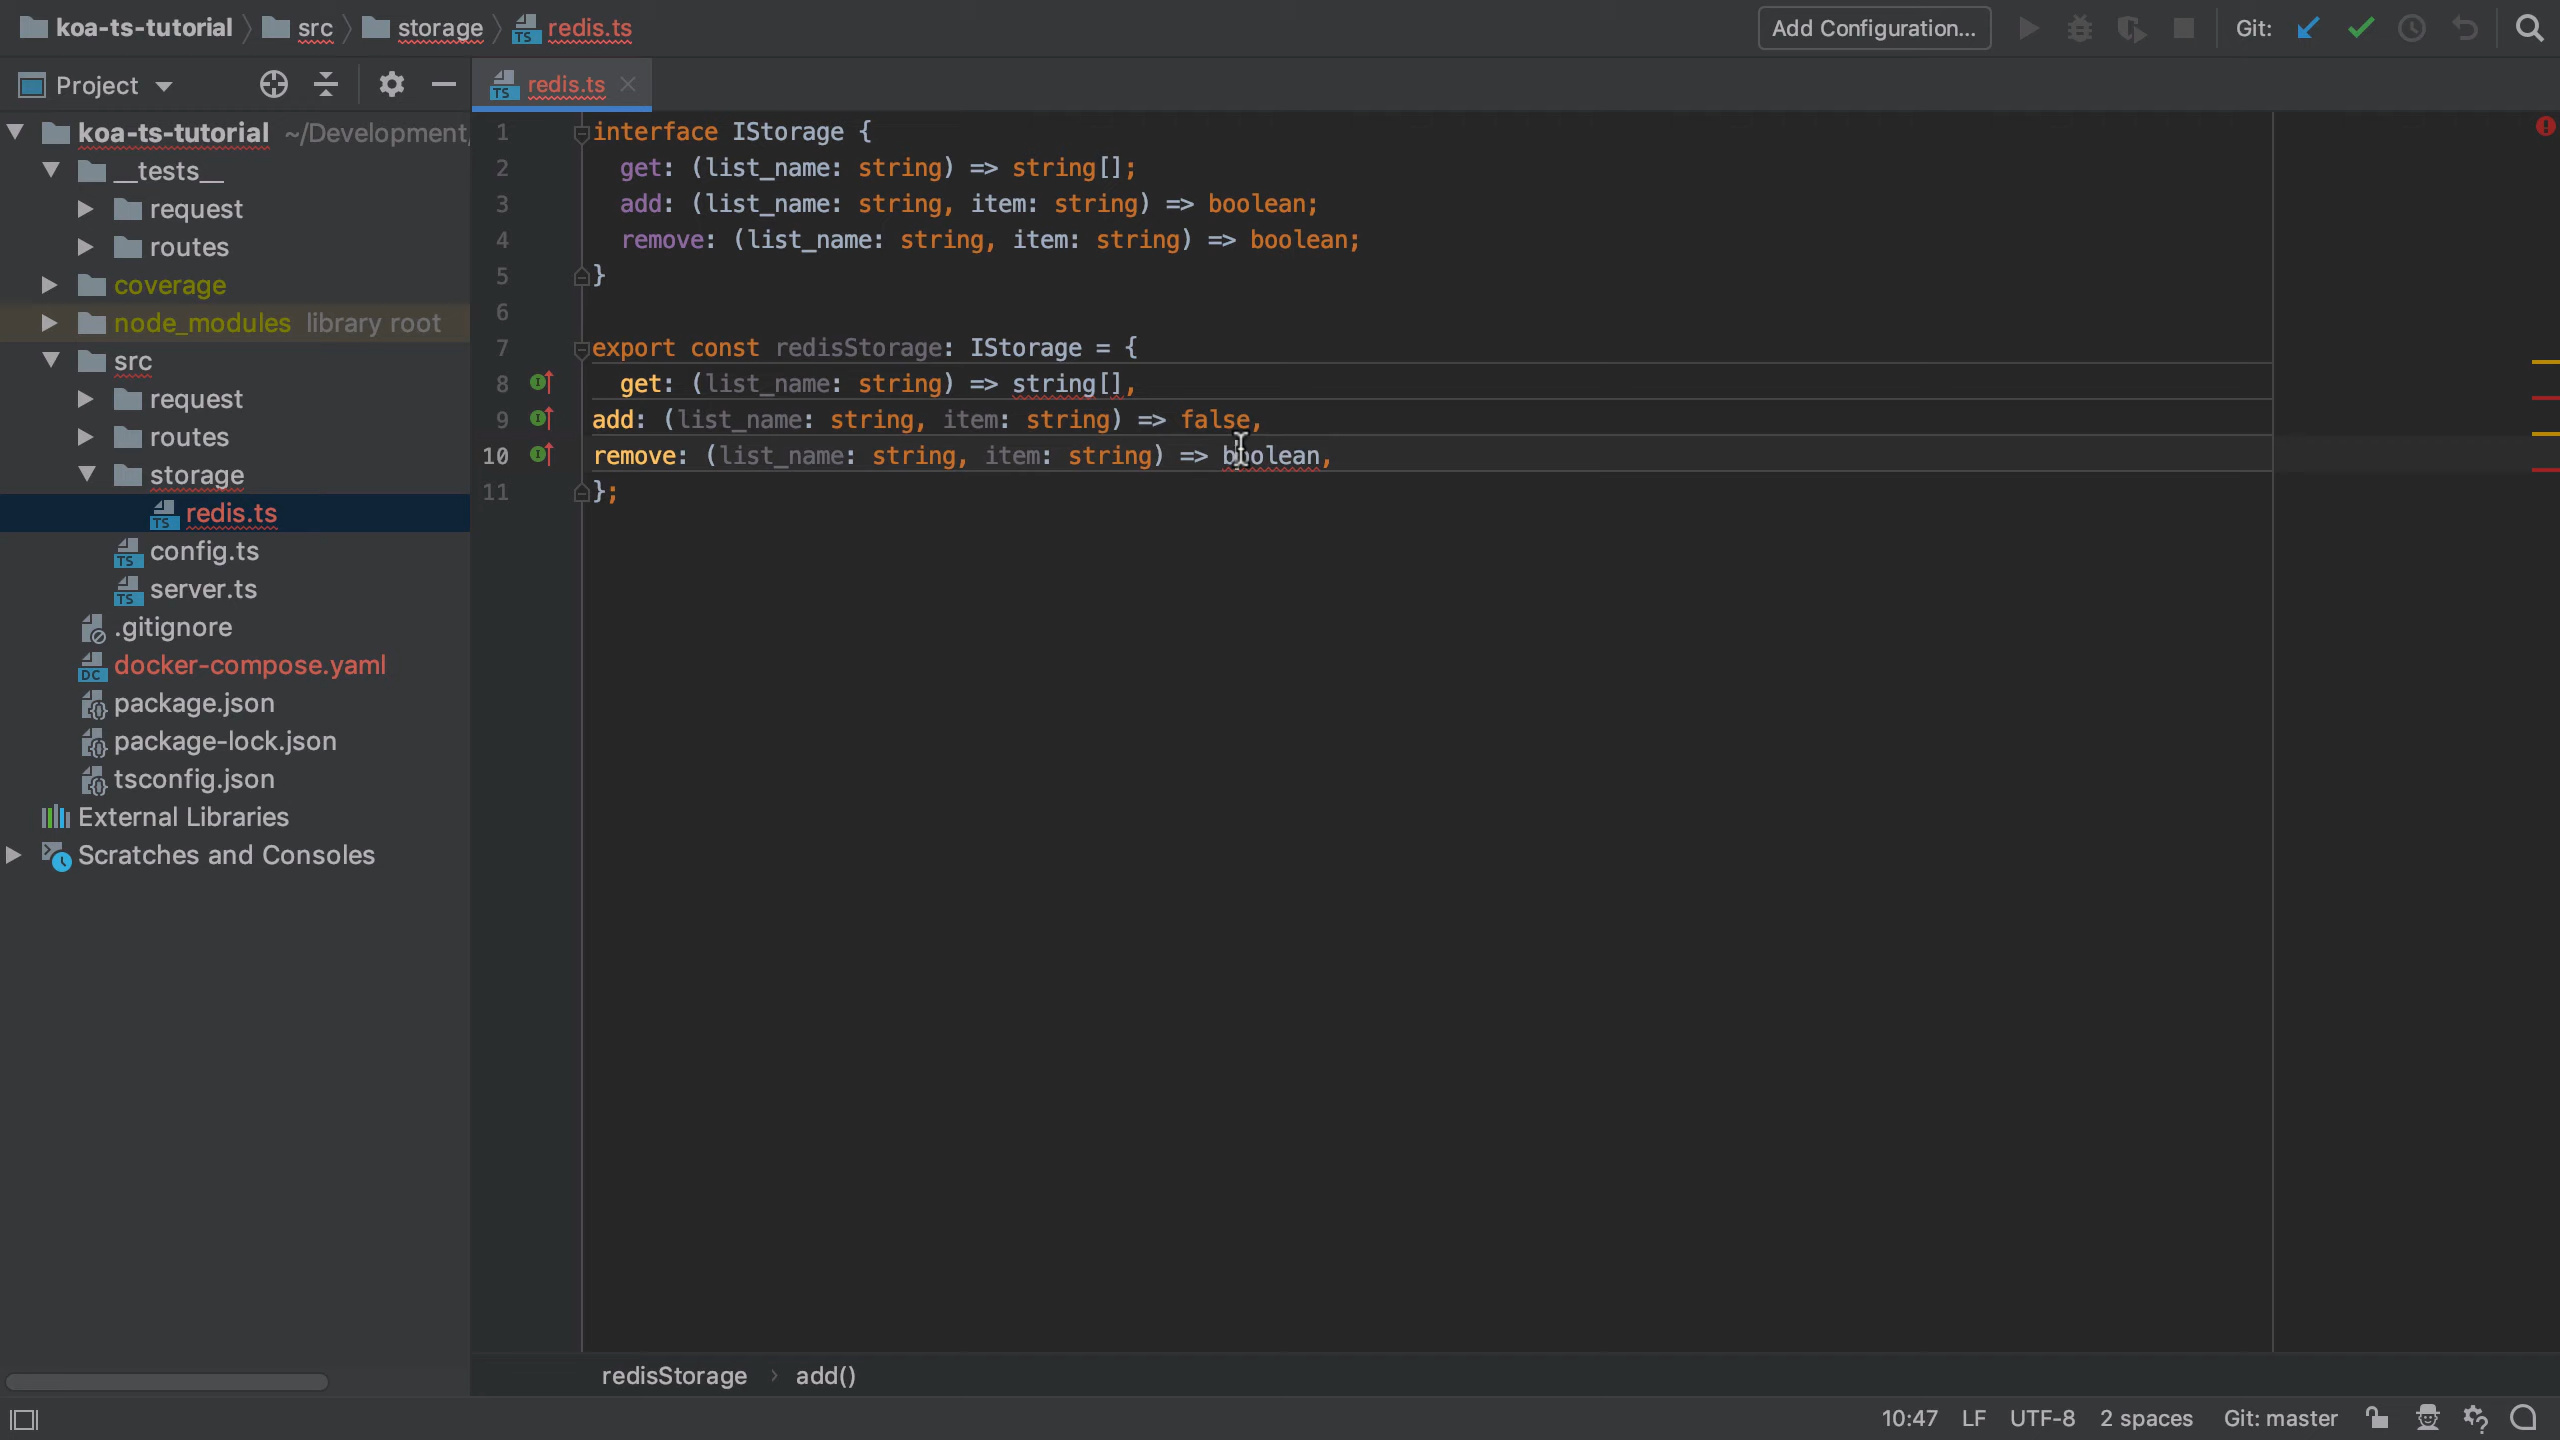 koa-ts-tutorial src storage redis.ts Add Configuration... Git:
Project redis.ts
koa-ts-tutorial ~/Development/
__tests__
request
routes
coverage
node_modules library root
src
request
routes
storage
redis.ts
config.ts
server.ts
.gitignore
docker-compose.yaml
package.json
package-lock.json
tsconfig.json
External Libraries
Scratches and Consoles
1 interface IStorage {
2 get: (list_name: string) => string[];
3 add: (list_name: string, item: string) => boolean;
4 remove: (list_name: string, item: string) => boolean;
5 }
6
7 export const redisStorage: IStorage = {
8 get: (list_name: string) => string[],
9 add: (list_name: string, item: string) => false,
10 remove: (list_name: string, item: string) => boolean,
11 };
redisStorage › add()
10:47 LF UTF-8 2 spaces Git: master